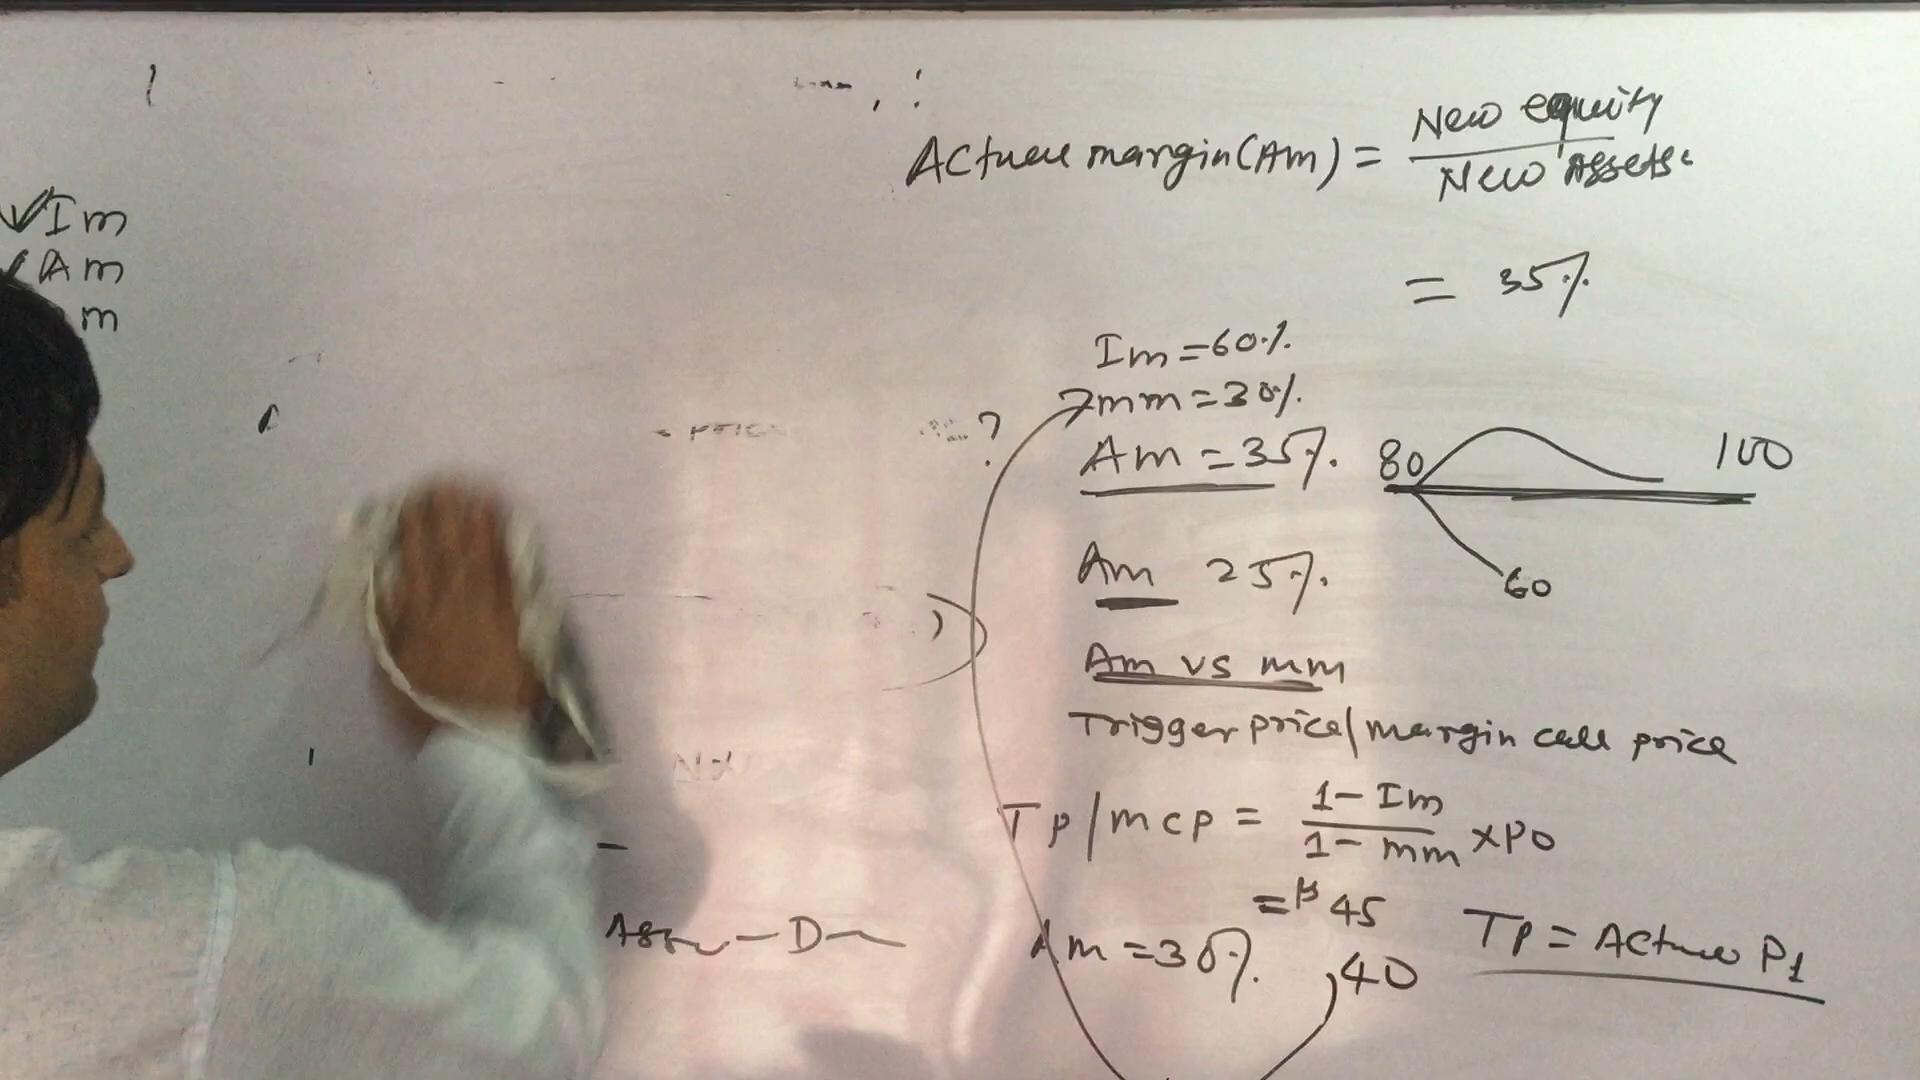 Im
Am
m
Actual margin (Am) = New equity / New Assets
= 35%
Im = 60%
mm = 30%
?
Am = 35%
80 100
60
Am 25%
Am vs mm
Trigger price/margin call price
Tp/mcp = 1 - Im / 1 - mm × P0
= 45
Am = 30%
40
Tp = Actual P1
D